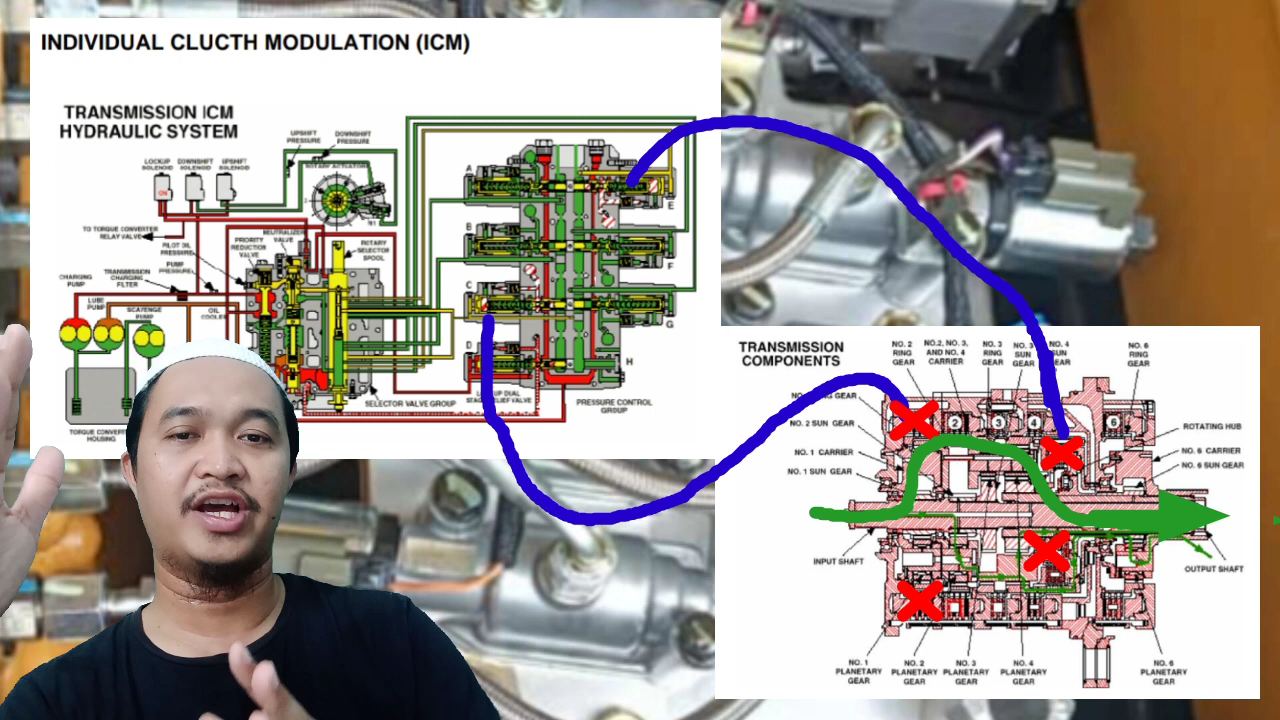 INDIVIDUAL CLUCTH MODULATION (ICM)
TRANSMISSION ICM
HYDRAULIC SYSTEM
UPSHIFT
PRESSURE
DOWNSHIFT
PRESSURE
LOCKUP
SOLENOID
DOWNSHIFT
SOLENOID
UPSHIFT
SOLENOID
ON
ROTARY ACTUATOR
TO TORQUE CONVERTER
RELAY VALVE
PILOT OIL
PRESSURE
PRIORITY
REDUCTION
VALVE
NEUTRALIZER
VALVE
ROTARY
SELECTOR
SPOOL
PUMP
PRESSURE
CHARGING
PUMP
TRANSMISSION
CHARGING
FILTER
LUBE
PUMP
SCAVENGE
PUMP
OIL
COOLER
A
B
C
D
E
F
G
H
SELECTOR VALVE GROUP
PRESSURE CONTROL
GROUP
HOUSING
TRANSMISSION
COMPONENTS
NO. 2
RING
GEAR
NO.2, NO. 3,
AND NO. 4
CARRIER
NO. 3
RING
GEAR
NO. 3
SUN
GEAR
NO. 4
SUN
GEAR
NO. 6
RING
GEAR
NO. 2 SUN GEAR
NO. 1 CARRIER
NO. 1 SUN GEAR
2
3
4
6
ROTATING HUB
NO. 6 CARRIER
NO. 6 SUN GEAR
INPUT SHAFT
OUTPUT SHAFT
NO. 1
PLANETARY
GEAR
NO. 2
PLANETARY
GEAR
NO. 3
PLANETARY
GEAR
NO. 4
PLANETARY
GEAR
NO. 6
PLANETARY
GEAR